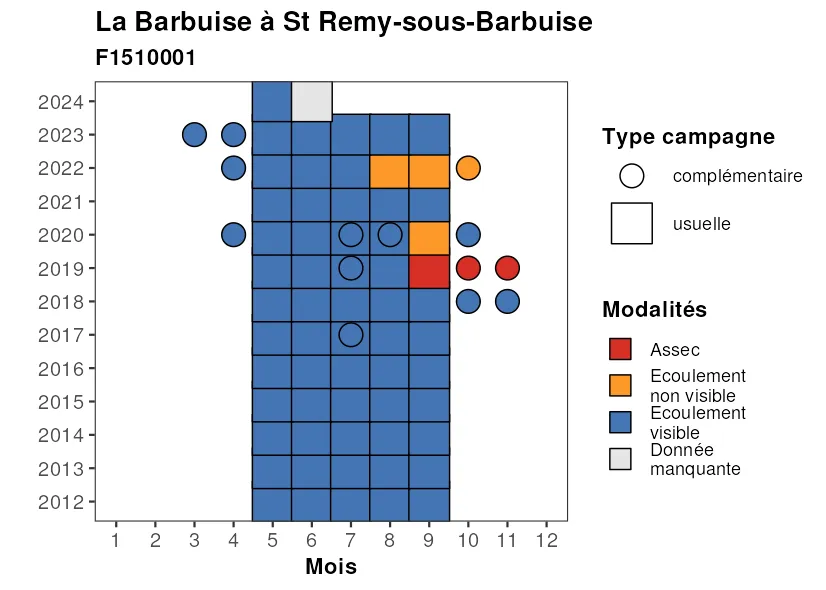 La Barbuise à St Remy-sous-Barbuise
F1510001
2024
2023
2022
2021
2020
2019
2018
2017
2016
2015
2014
2013
2012
1 2 3 4 5 6 7 8 9 10 11 12
Mois
Type campagne
complémentaire
usuelle
Modalités
Assec
Ecoulement
non visible
Ecoulement
visible
Donnée
manquante